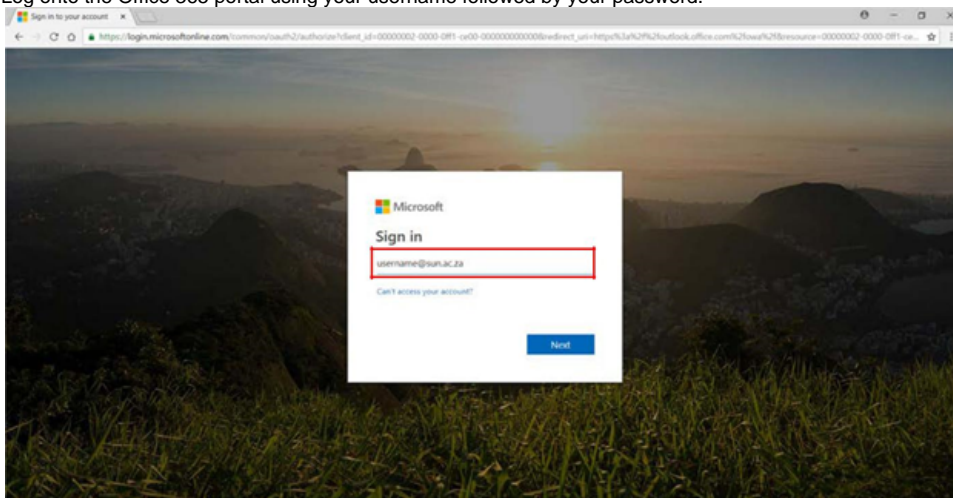 Log onto the Office 365 portal using your username followed by your password.
Sign in to your account
https://login.microsoftonline.com/common/oauth2/authorize?client_id=00000002-0000-0ff1-ce00-000000000000&redirect_uri=https%3a%2f%2foutlook.office.com%2fowa%2f&resource=00000002-0000-0ff1-ce...
Microsoft
Sign in
username@sun.ac.za
Can't access your account?
Next